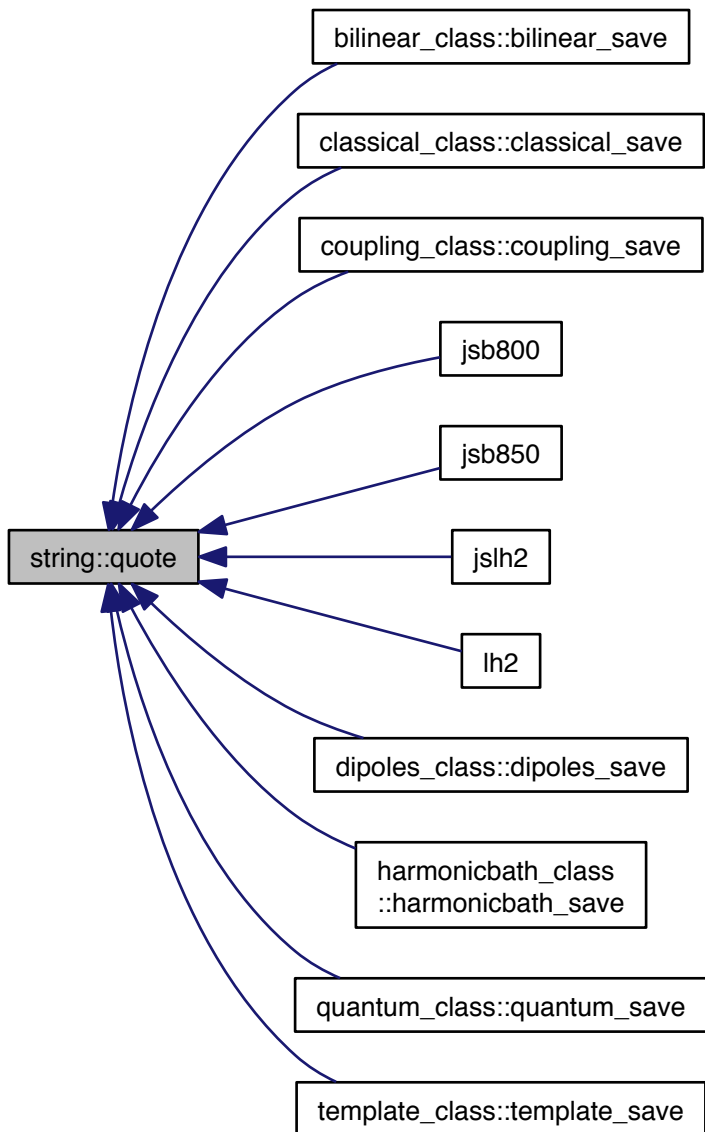 bilinear_class::bilinear_save
classical_class::classical_save
coupling_class::coupling_save
jsb800
jsb850
string::quote
jslh2
lh2
dipoles_class::dipoles_save
harmonicbath_class
::harmonicbath_save
quantum_class::quantum_save
template_class::template_save